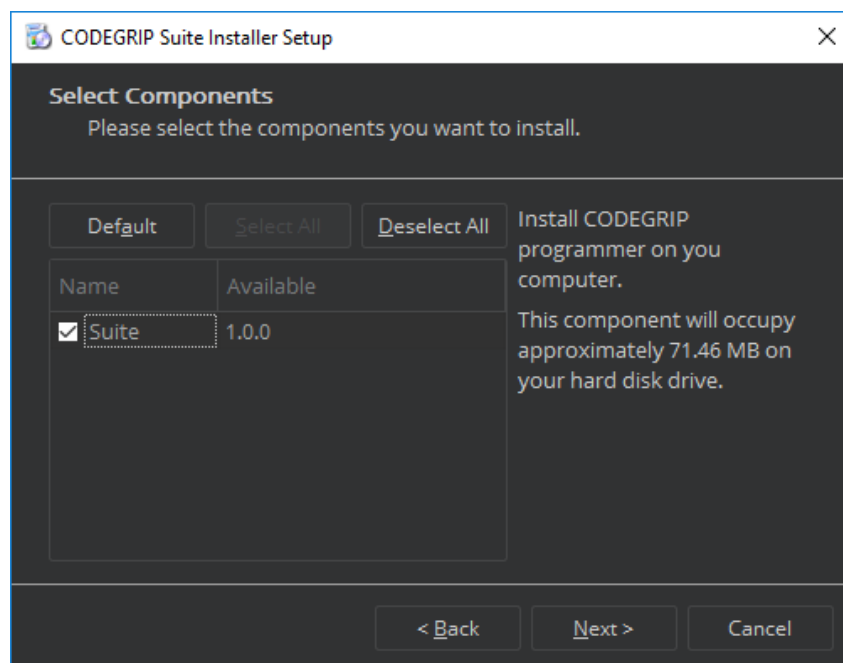 CODEGRIP Suite Installer Setup
Select Components
Please select the components you want to install.
Default
Select All
Deselect All
Install CODEGRIP
programmer on you
computer.
This component will occupy
approximately 71.46 MB on
your hard disk drive.
Name Available
Suite 1.0.0
< Back
Next >
Cancel